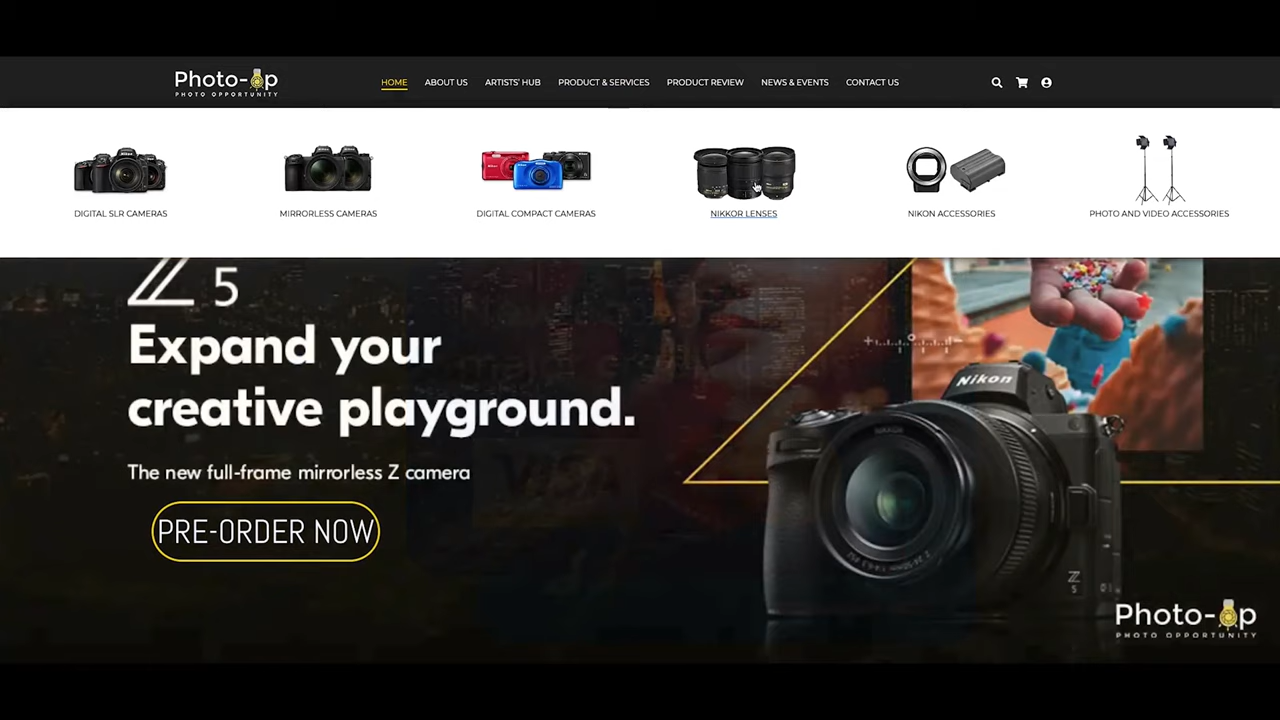 Photo-Op
PHOTO OPPORTUNITY
HOME ABOUT US ARTISTS' HUB PRODUCT & SERVICES PRODUCT REVIEW NEWS & EVENTS CONTACT US
DIGITAL SLR CAMERAS MIRRORLESS CAMERAS DIGITAL COMPACT CAMERAS NIKKOR LENSES NIKON ACCESSORIES PHOTO AND VIDEO ACCESSORIES
Z 5
Expand your
creative playground.
The new full-frame mirrorless Z camera
PRE-ORDER NOW
Nikon
NIKKOR
Z
5
Photo-Op
PHOTO OPPORTUNITY